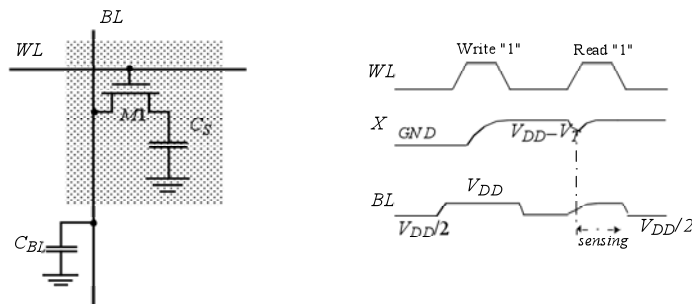 BL
WL
M1
C_S
C_BL
Write "1" Read "1"
WL
X
GND
V_DD–V_T
BL
V_DD
V_DD/2
V_DD/2
sensing